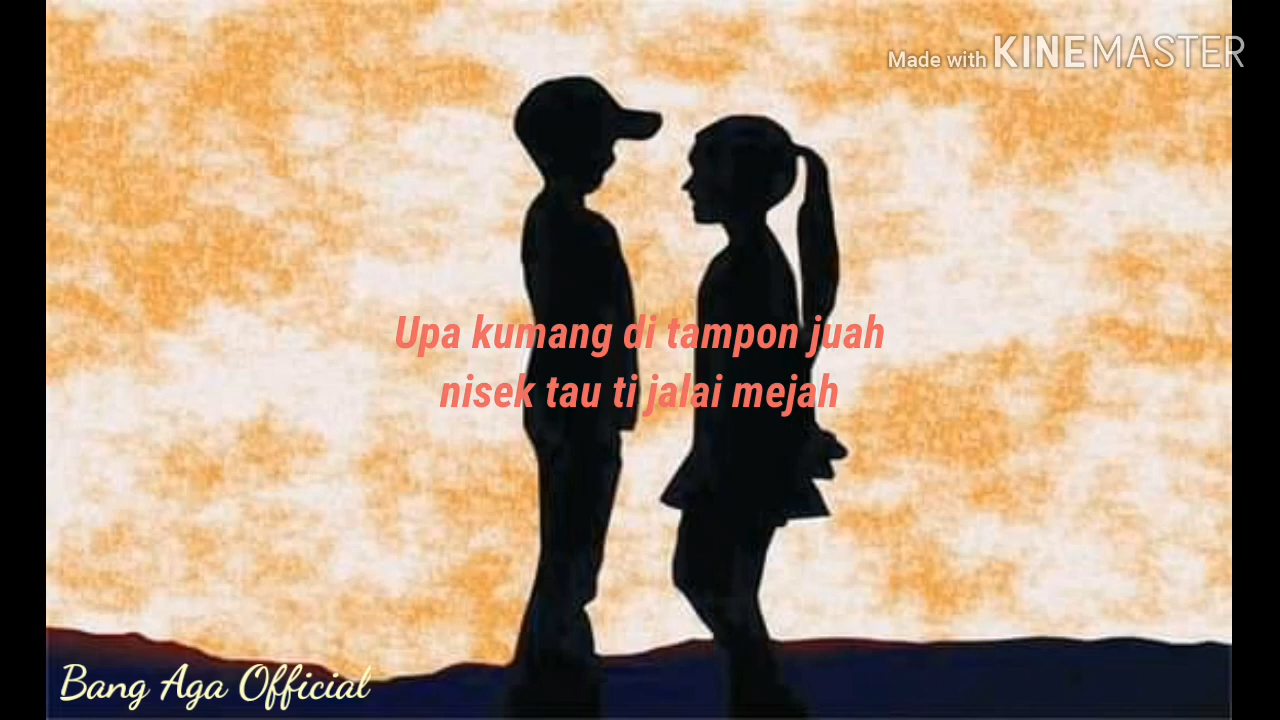 Made with KINEMASTER
Upa kumang di tampon juah
nisek tau ti jalai mejah
Bang Aga Official